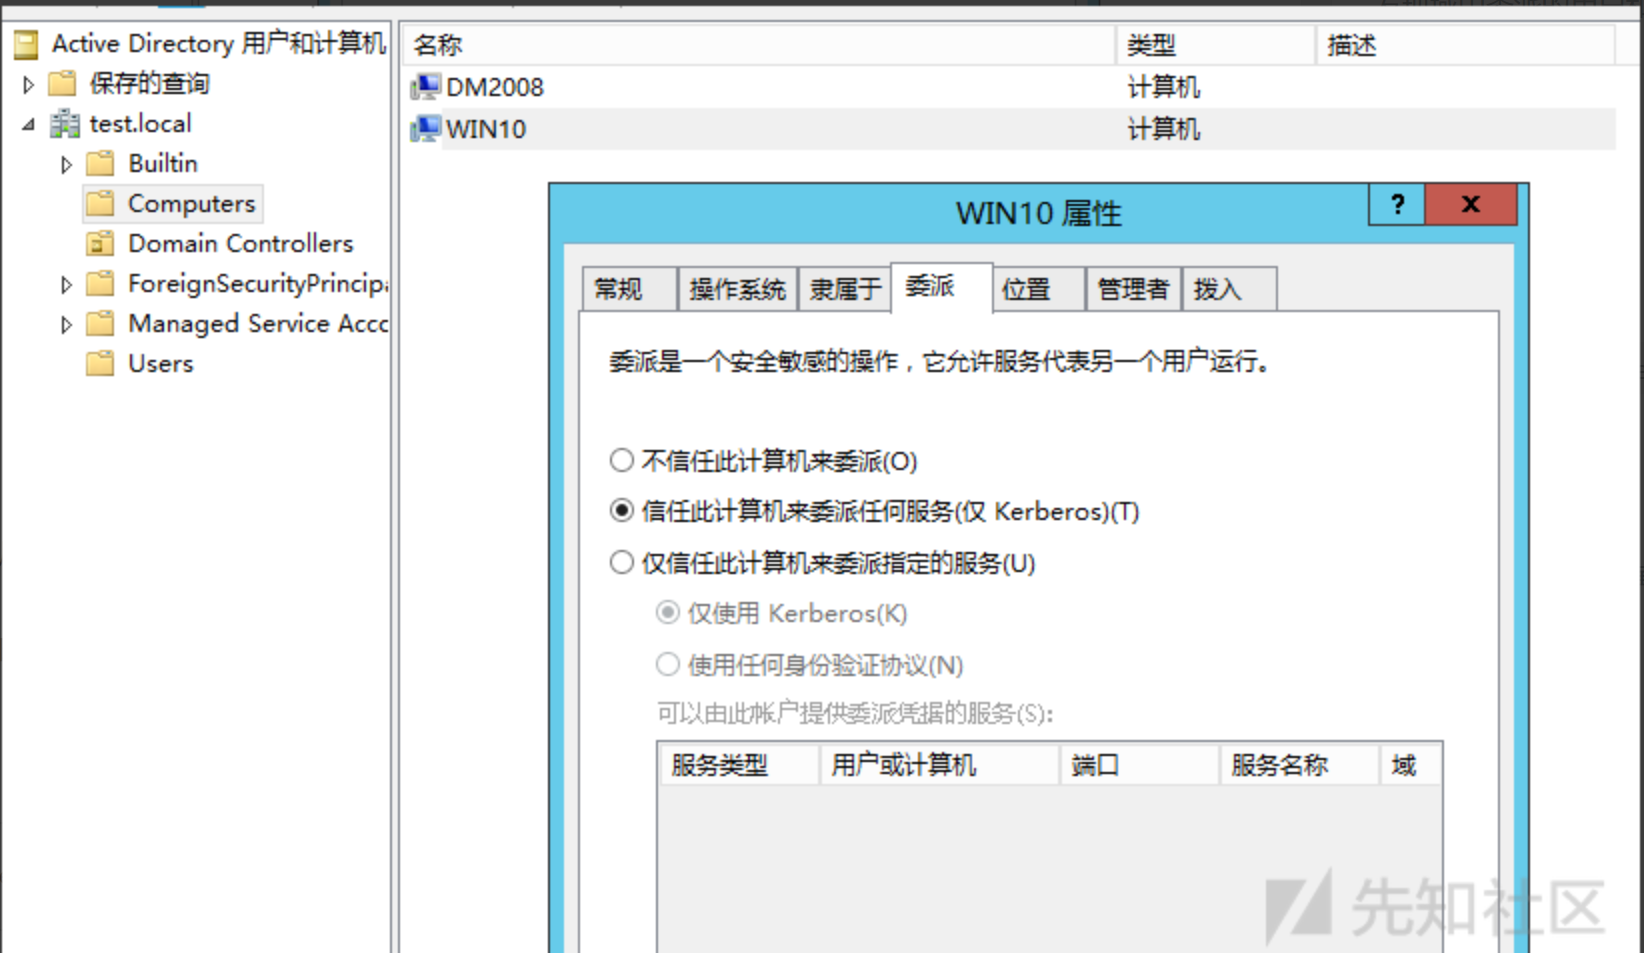 Active Directory 用户和计算机
保存的查询
test.local
Builtin
Computers
Domain Controllers
ForeignSecurityPrincip
Managed Service Acco
Users
名称 类型 描述
DM2008 计算机
WIN10 计算机
WIN10 属性
? x
常规 操作系统 隶属于 委派 位置 管理者 拨入
委派是一个安全敏感的操作，它允许服务代表另一个用户运行。
不信任此计算机来委派(O)
信任此计算机来委派任何服务(仅 Kerberos)(T)
仅信任此计算机来委派指定的服务(U)
仅使用 Kerberos(K)
使用任何身份验证协议(N)
可以由此帐户提供委派凭据的服务(S):
服务类型 用户或计算机 端口 服务名称 域
先知社区